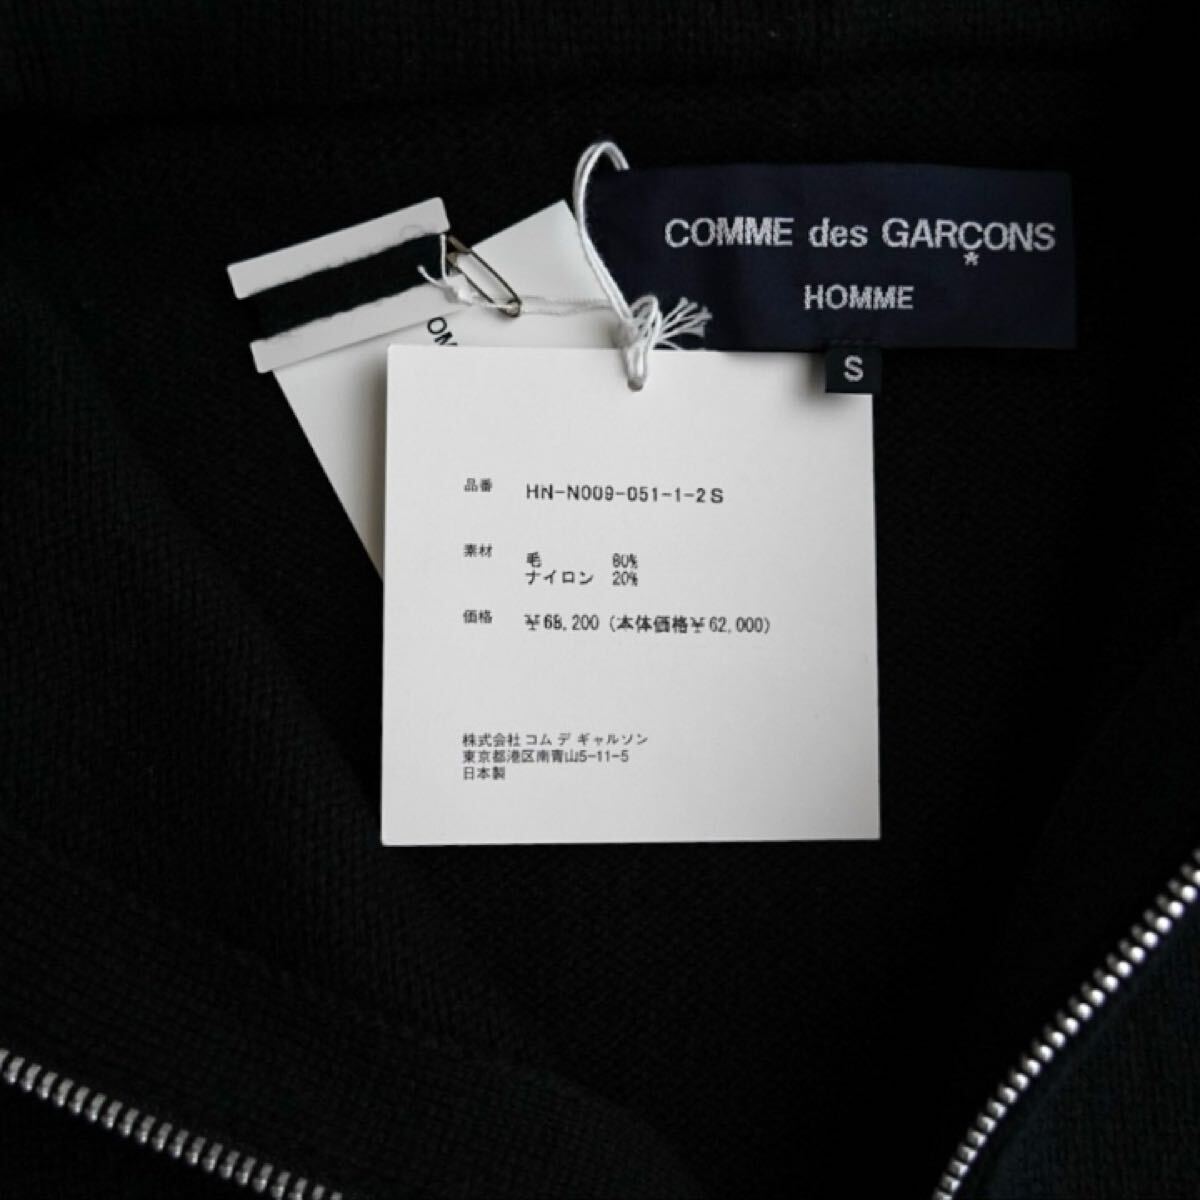 COMME des GARÇONS
HOMME
S
ON
品番 HN-N009-051-1-2S
素材 毛 80%
ナイロン 20%
価格 ¥68,200 (本体価格¥62,000)
株式会社 コム デ ギャルソン
東京都港区南青山5-11-5
日本製